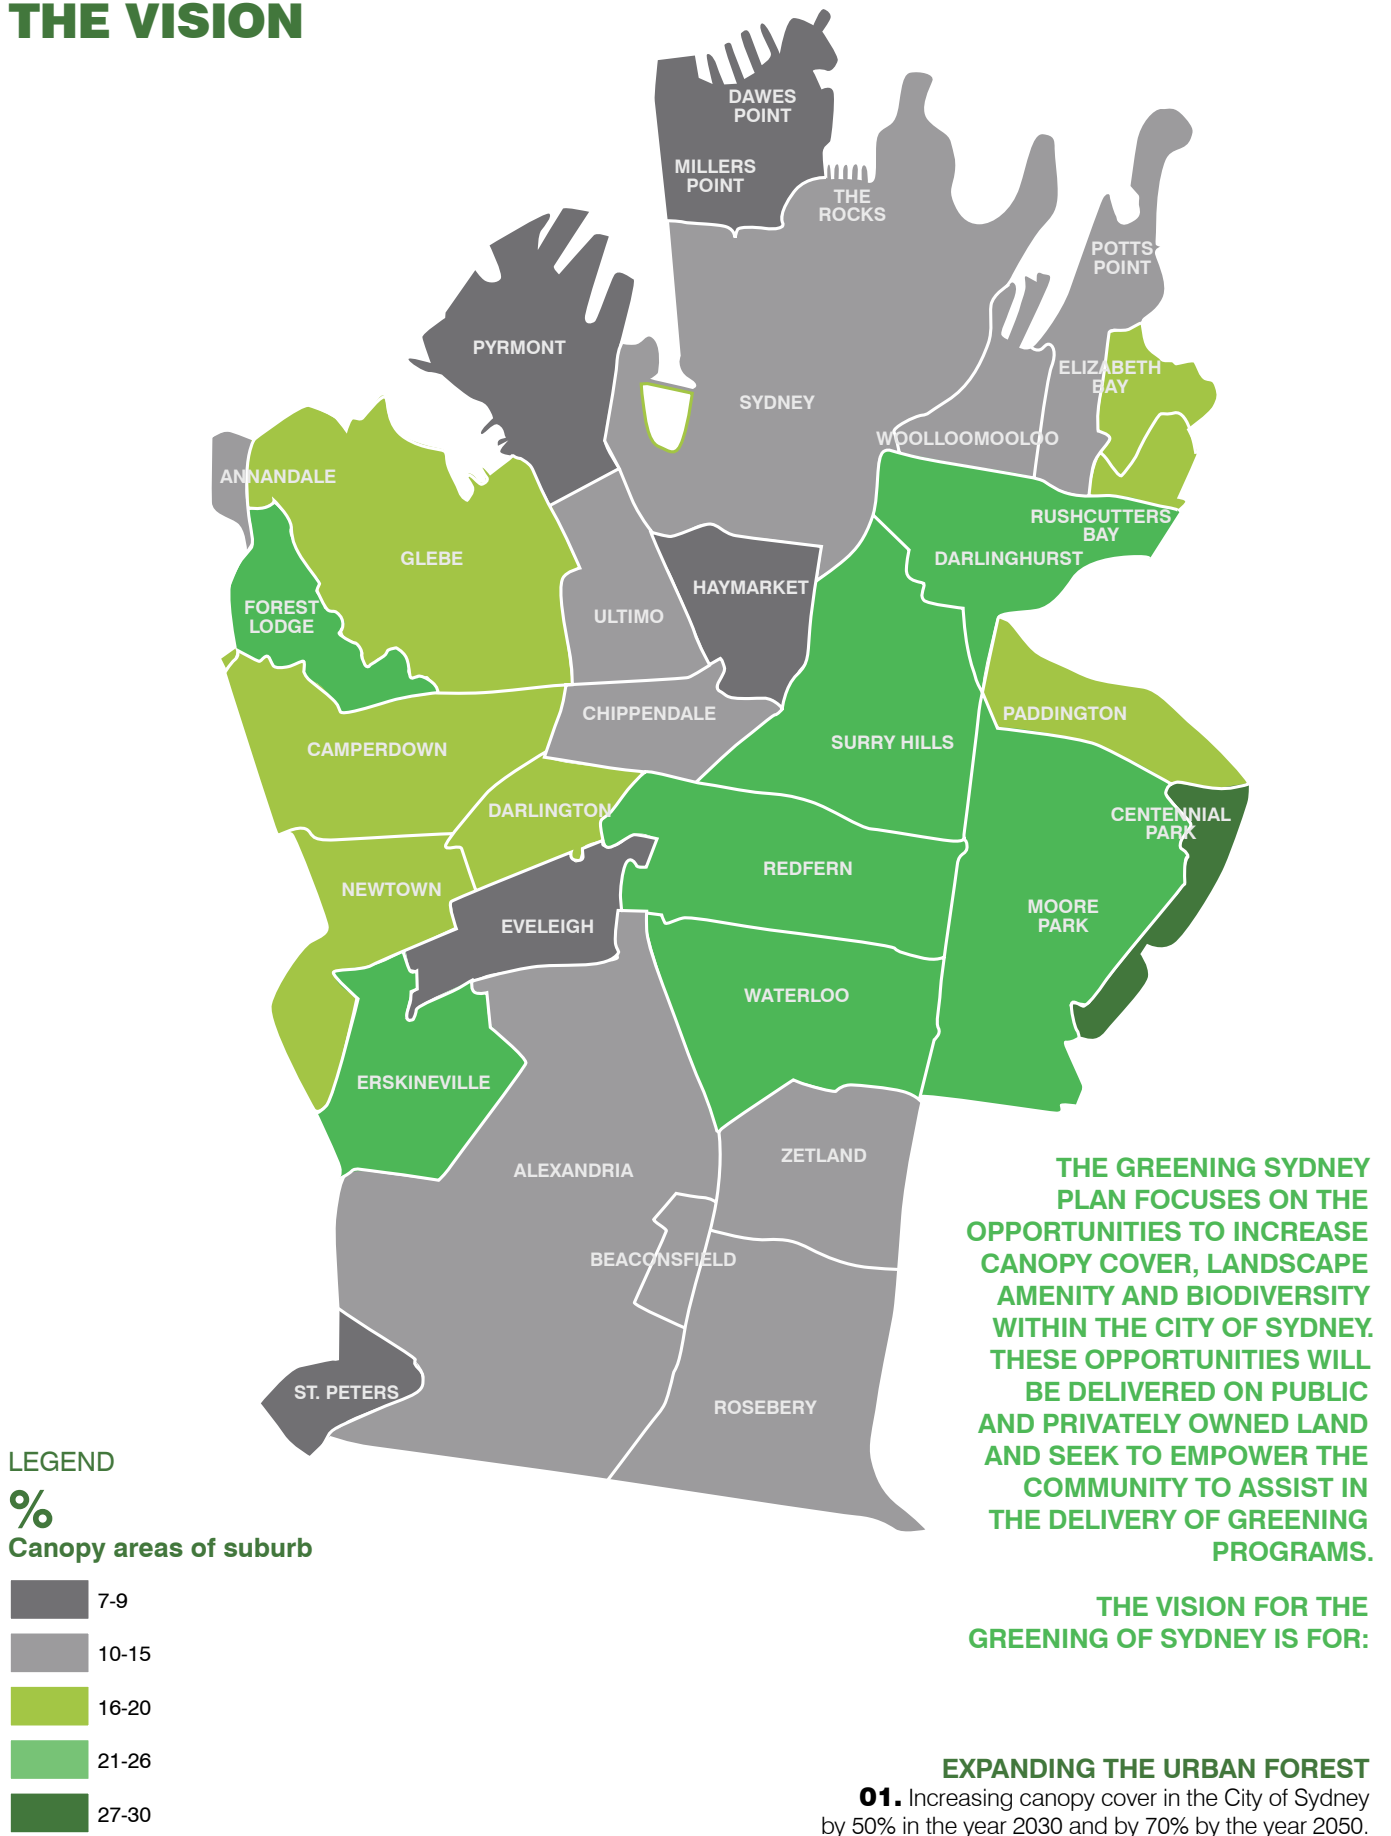 THE VISION
DAWES
POINT
MILLERS
POINT
THE
ROCKS
POTTS
POINT
PYRMONT
ELIZABETH
BAY
SYDNEY
WOOLLOOMOOLOO
ANNANDALE
RUSHCUTTERS
BAY
GLEBE
DARLINGHURST
HAYMARKET
FOREST
LODGE
ULTIMO
CHIPPENDALE
PADDINGTON
SURRY HILLS
CAMPERDOWN
DARLINGTON
CENTENNIAL
PARK
REDFERN
NEWTOWN
MOORE
PARK
EVELEIGH
WATERLOO
ERSKINEVILLE
ZETLAND
ALEXANDRIA
BEACONSFIELD
ST. PETERS
ROSEBERY
THE GREENING SYDNEY
PLAN FOCUSES ON THE
OPPORTUNITIES TO INCREASE
CANOPY COVER, LANDSCAPE
AMENITY AND BIODIVERSITY
WITHIN THE CITY OF SYDNEY.
THESE OPPORTUNITIES WILL
BE DELIVERED ON PUBLIC
AND PRIVATELY OWNED LAND
AND SEEK TO EMPOWER THE
COMMUNITY TO ASSIST IN
THE DELIVERY OF GREENING
PROGRAMS.
THE VISION FOR THE
GREENING OF SYDNEY IS FOR:
LEGEND
%
Canopy areas of suburb
7-9
10-15
16-20
21-26
27-30
EXPANDING THE URBAN FOREST
01. Increasing canopy cover in the City of Sydney
by 50% in the year 2030 and by 70% by the year 2050.